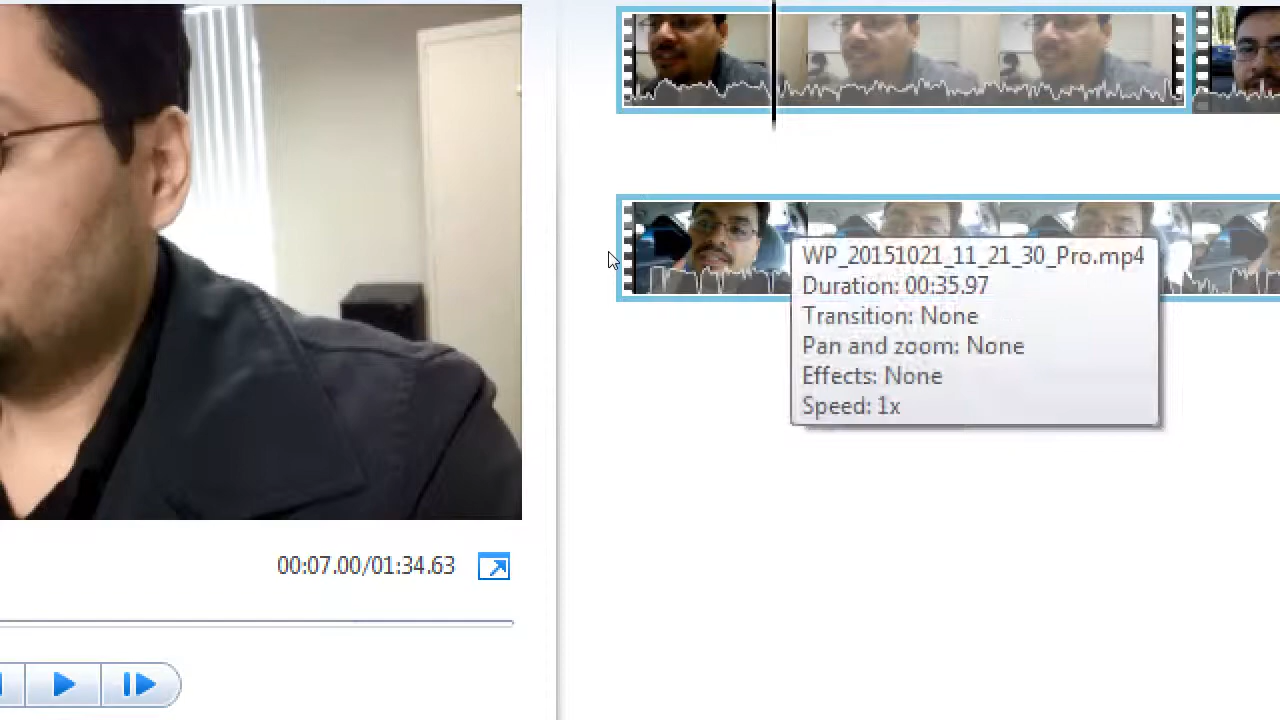 WP_20151021_11_21_30_Pro.mp4
Duration: 00:35.97
Transition: None
Pan and zoom: None
Effects: None
Speed: 1x
00:07.00/01:34.63